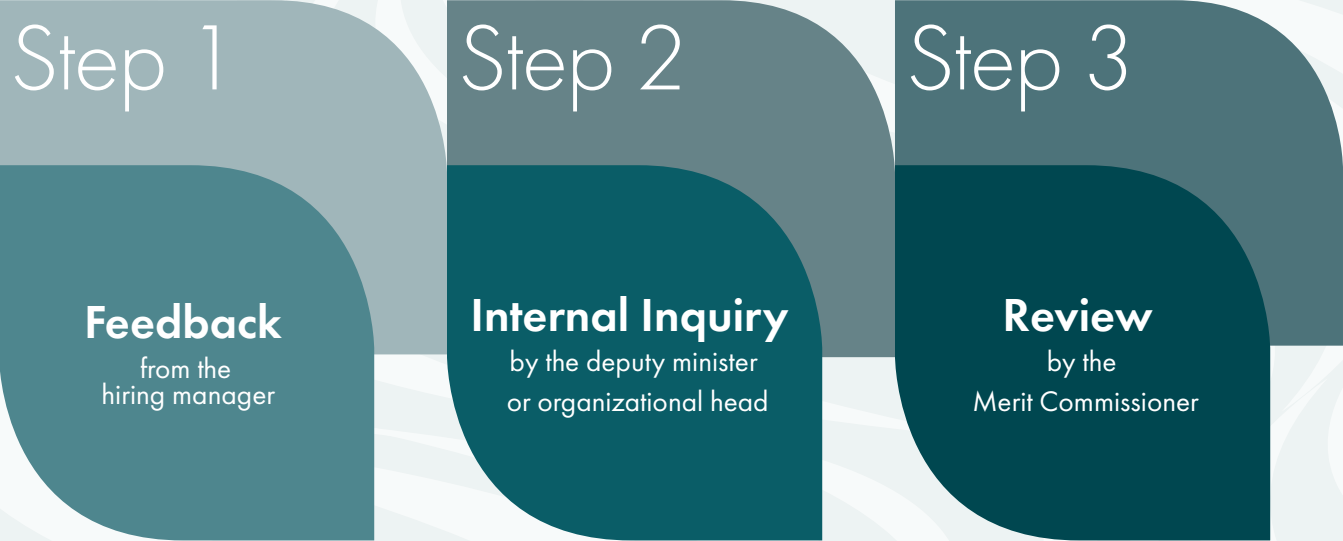 Step 1
Feedback
from the
hiring manager
Step 2
Internal Inquiry
by the deputy minister
or organizational head
Step 3
Review
by the
Merit Commissioner